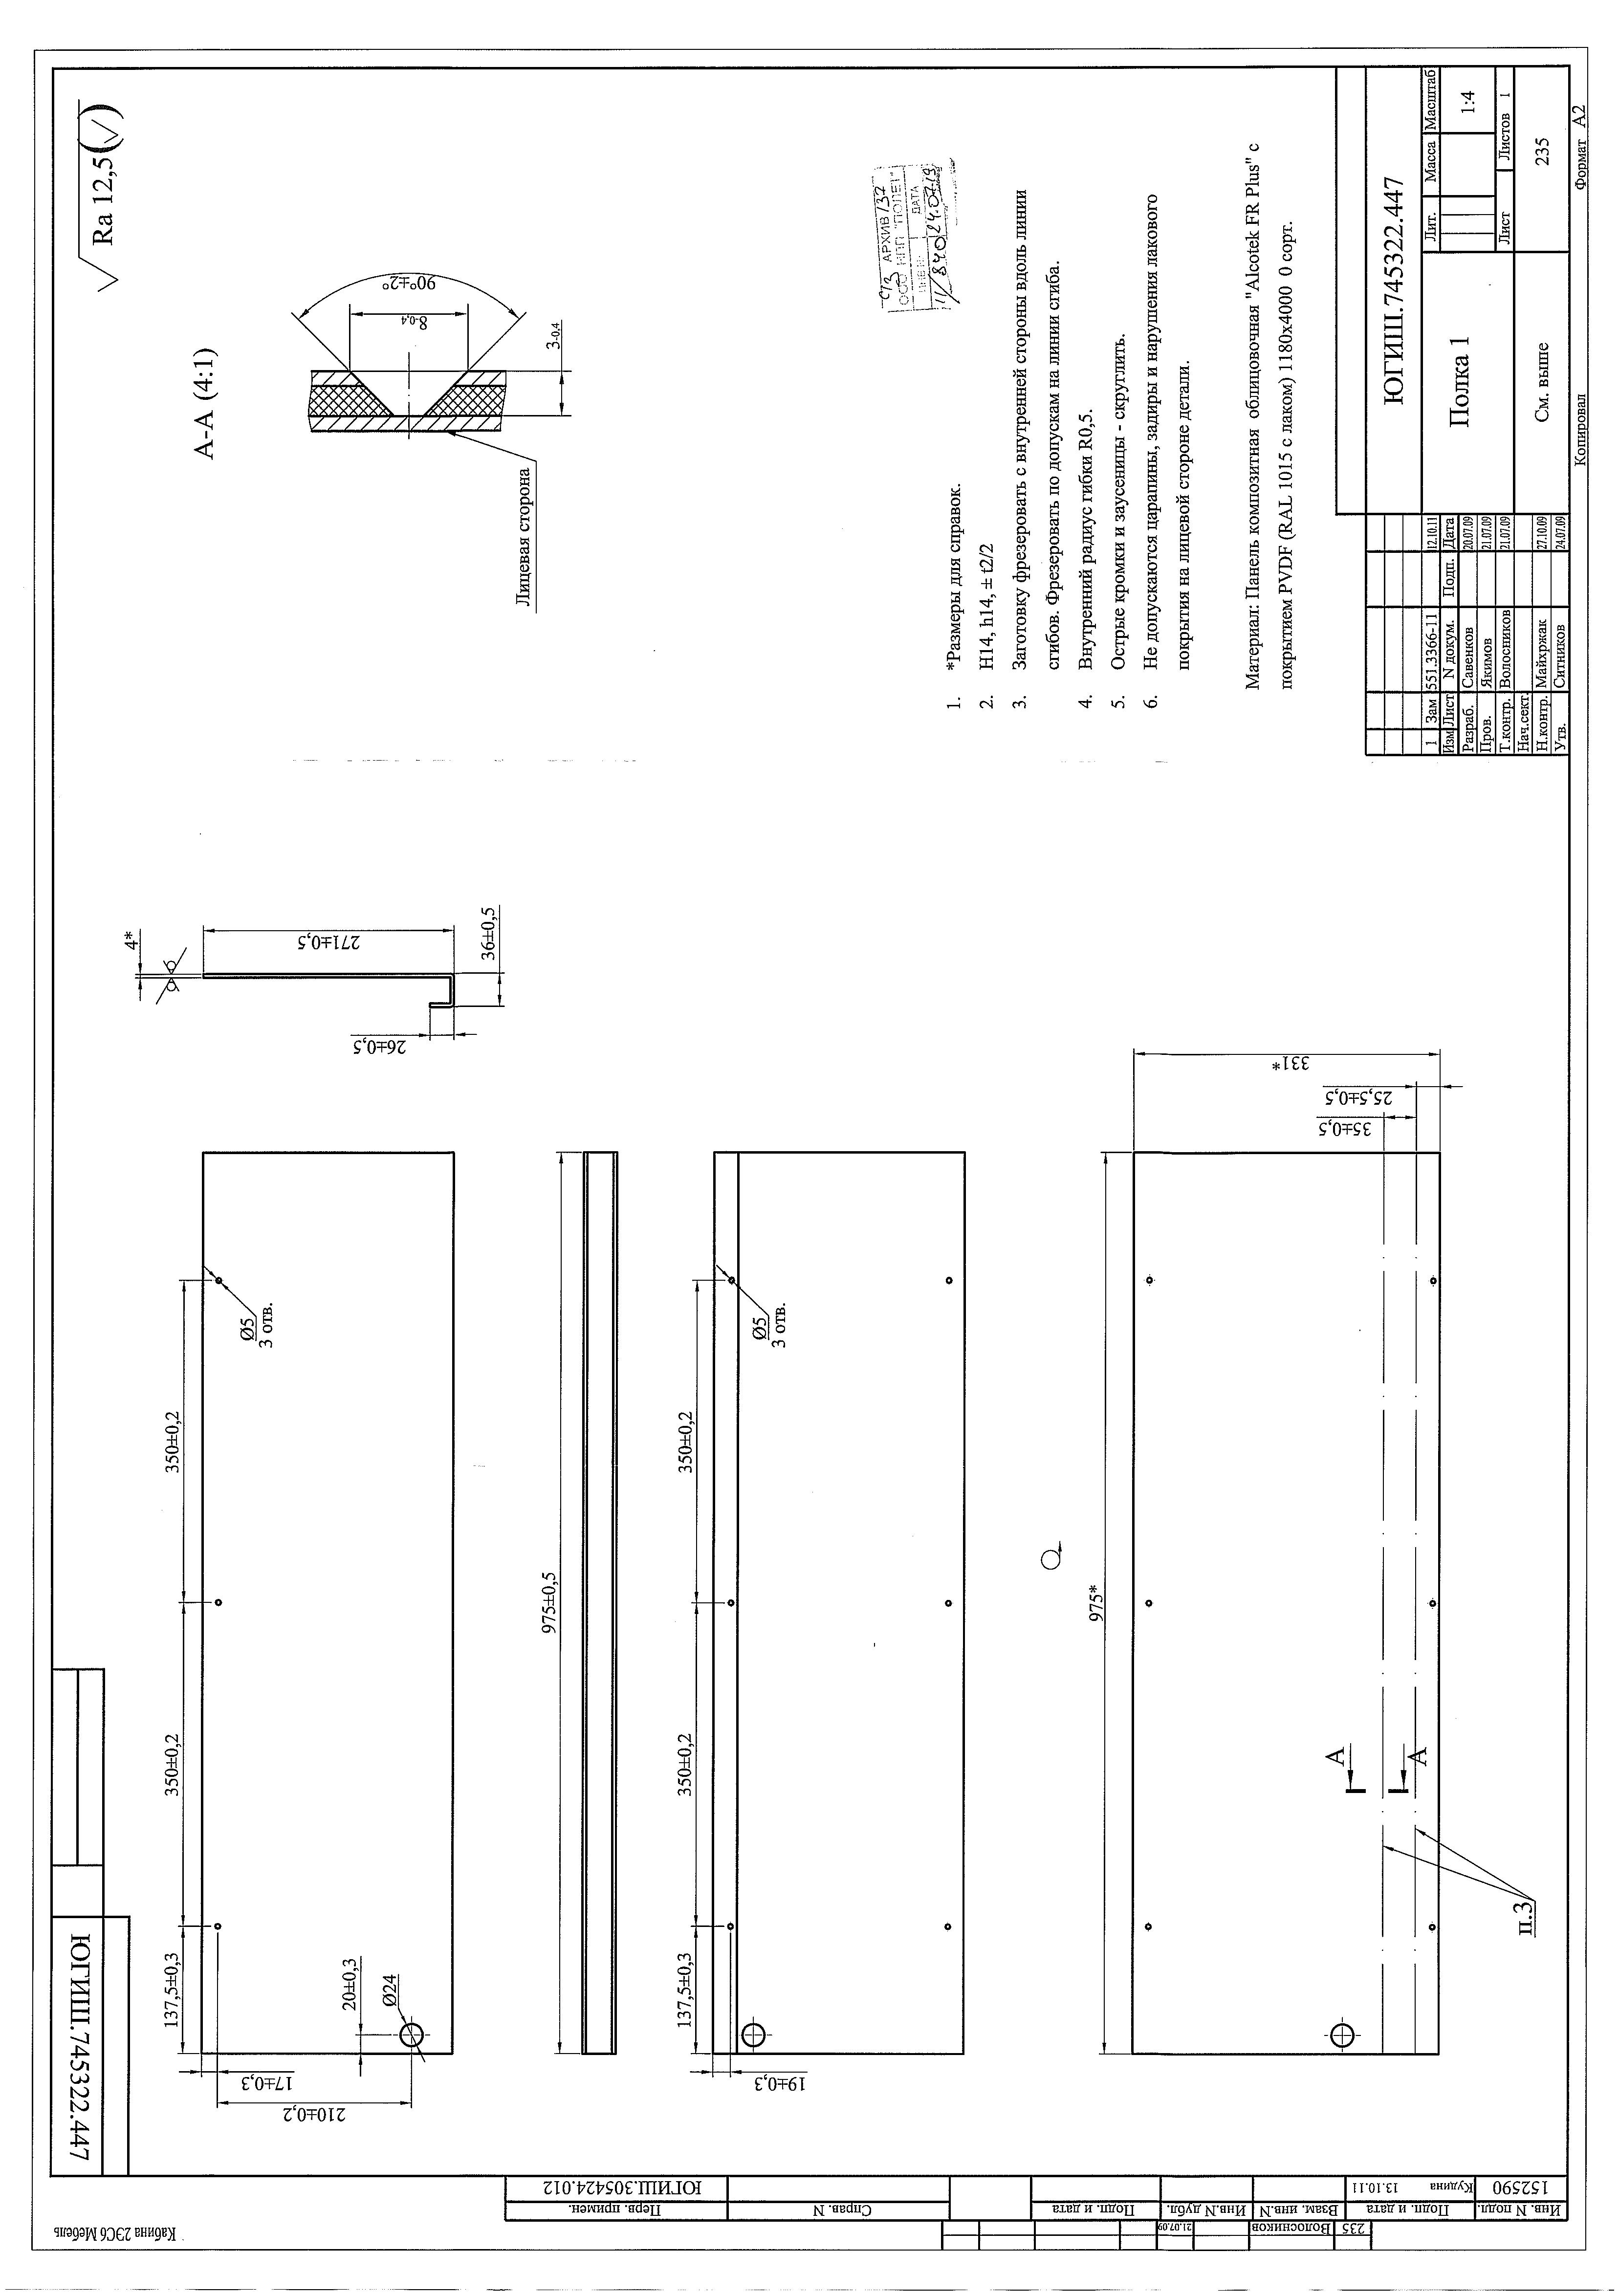 Кабина 2ЭС6 Мебель
ЮГИШ.745322.447
Перв. примен.
ЮГИШ.305424.012
Справ. N
Подп. и дата
Инв.N дубл.
Взам. инв.N
Подп. и дата
Инв. N подл.
21.07.09
Волосников
235
Кудина 13.10.11
152590
Ra 12,5 ( )
137,5±0,3
350±0,2
350±0,2
Ø5
3 отв.
17±0,3
210±0,2
20±0,3
Ø24
4*
271±0,5
26±0,5
36±0,5
А-А (4:1)
90°±2°
8-0,4
3-0,4
Лицевая сторона
975±0,5
137,5±0,3
350±0,2
350±0,2
Ø5
3 отв.
19±0,3
975*
331*
25,5±0,5
35±0,5
А
А
п.3
АРХИВ 137
ООО НПП "ПОЛЕТ"
ДАТА
24.07.19
1. *Размеры для справок.
2. H14, h14, ± t2/2
3. Заготовку фрезеровать с внутренней стороны вдоль линии
сгибов. Фрезеровать по допускам на линии сгиба.
4. Внутренний радиус гибки R0,5.
5. Острые кромки и заусеницы - скруглить.
6. Не допускаются царапины, задиры и нарушения лакового
покрытия на лицевой стороне детали.
Материал: Панель композитная облицовочная "Alcotek FR Plus" с
покрытием PVDF (RAL 1015 с лаком) 1180х4000 0 сорт.
ЮГИШ.745322.447
1 Зам 551.3366-11 12.10.11
Изм Лист N докум. Подп. Дата
Разраб. Савенков 20.07.09
Пров. Якимов 21.07.09
Т.контр. Волосников 21.07.09
Нач.сект.
Н.контр. Майхржак 27.10.09
Утв. Ситников 24.07.09
Полка 1
Лит. Масса Масштаб
1:4
Лист Листов 1
См. выше
235
Копировал
Формат А2